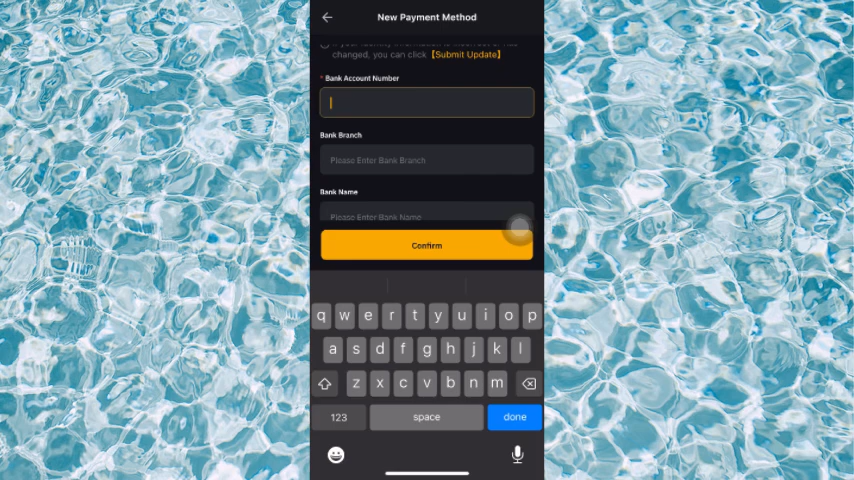 New Payment Method
changed, you can click 【Submit Update】
* Bank Account Number
Bank Branch
Please Enter Bank Branch
Bank Name
Please Enter Bank Name
Confirm
q w e r t y u i o p
a s d f g h j k l
z x c v b n m
123 space done